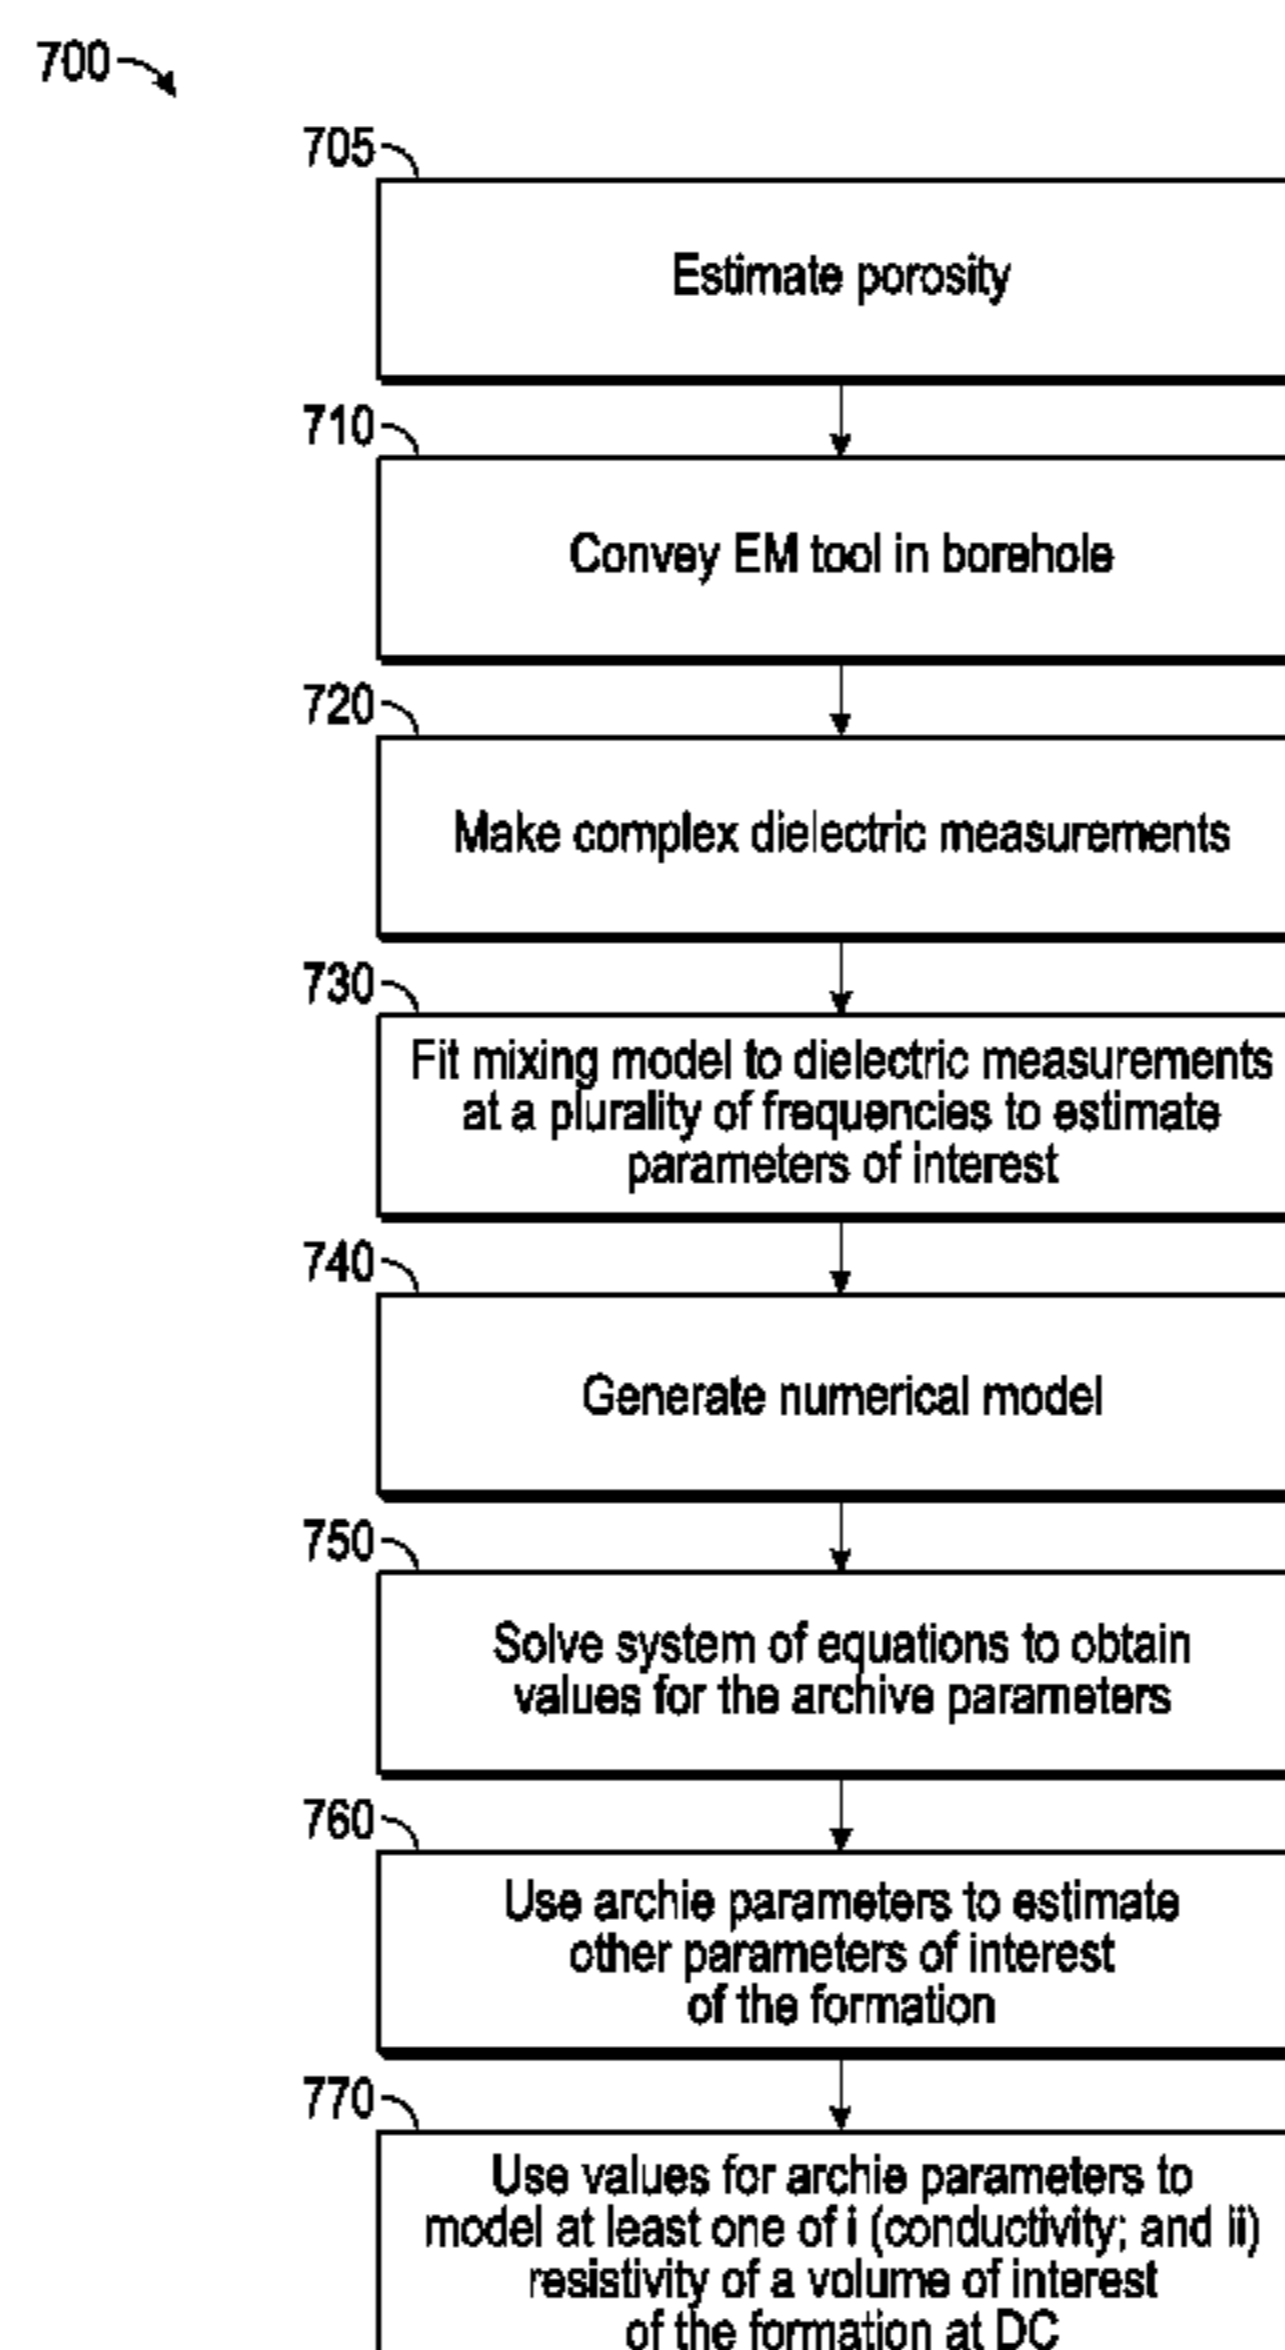 700
705
Estimate porosity
710
Convey EM tool in borehole
720
Make complex dielectric measurements
730
Fit mixing model to dielectric measurements
at a plurality of frequencies to estimate
parameters of interest
740
Generate numerical model
750
Solve system of equations to obtain
values for the archive parameters
760
Use archie parameters to estimate
other parameters of interest
of the formation
770
Use values for archie parameters to
model at least one of i (conductivity; and ii)
resistivity of a volume of interest
of the formation at DC